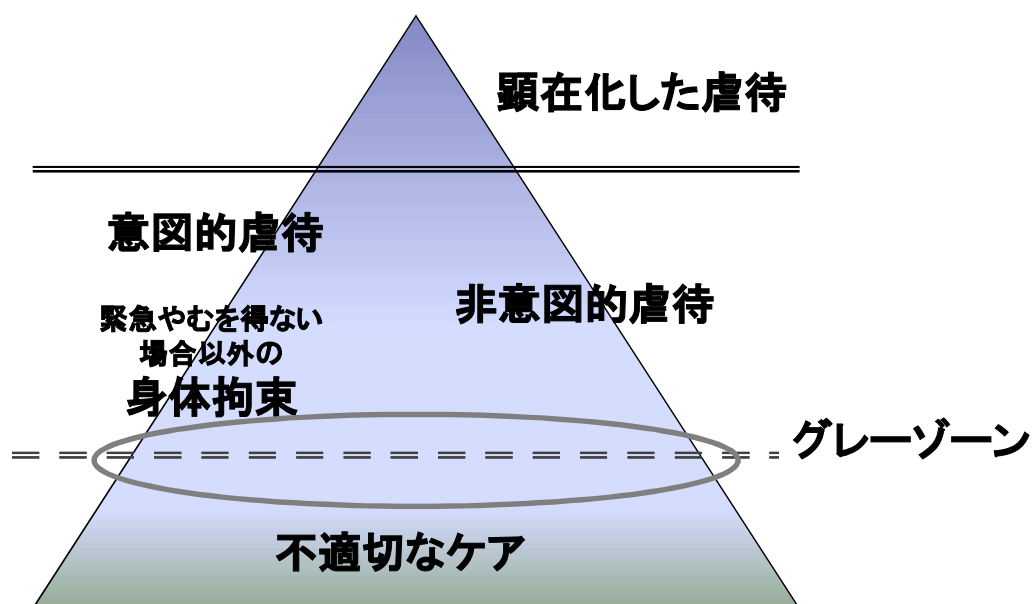 顕在化した虐待
意図的虐待
非意図的虐待
緊急やむを得ない
場合以外の
身体拘束
グレーゾーン
不適切なケア